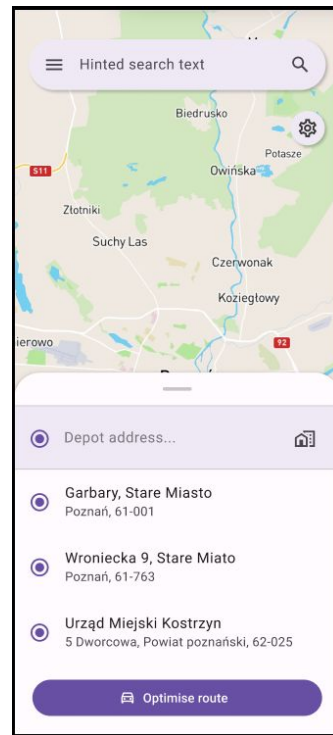 Hinted search text
Biedrusko
Potasze
Owińska
S11
Złotniki
Suchy Las
Czerwonak
Koziegłowy
ierowo
92
Depot address...
Garbary, Stare Miasto
Poznań, 61-001
Wroniecka 9, Stare Miato
Poznań, 61-763
Urząd Miejski Kostrzyn
5 Dworcowa, Powiat poznański, 62-025
Optimise route